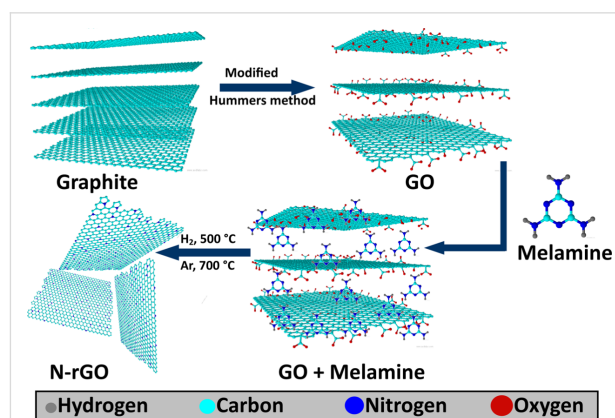 Modified
Hummers method
Graphite
GO
Melamine
H₂, 500 °C
Ar, 700 °C
N-rGO
GO + Melamine
Hydrogen Carbon Nitrogen Oxygen